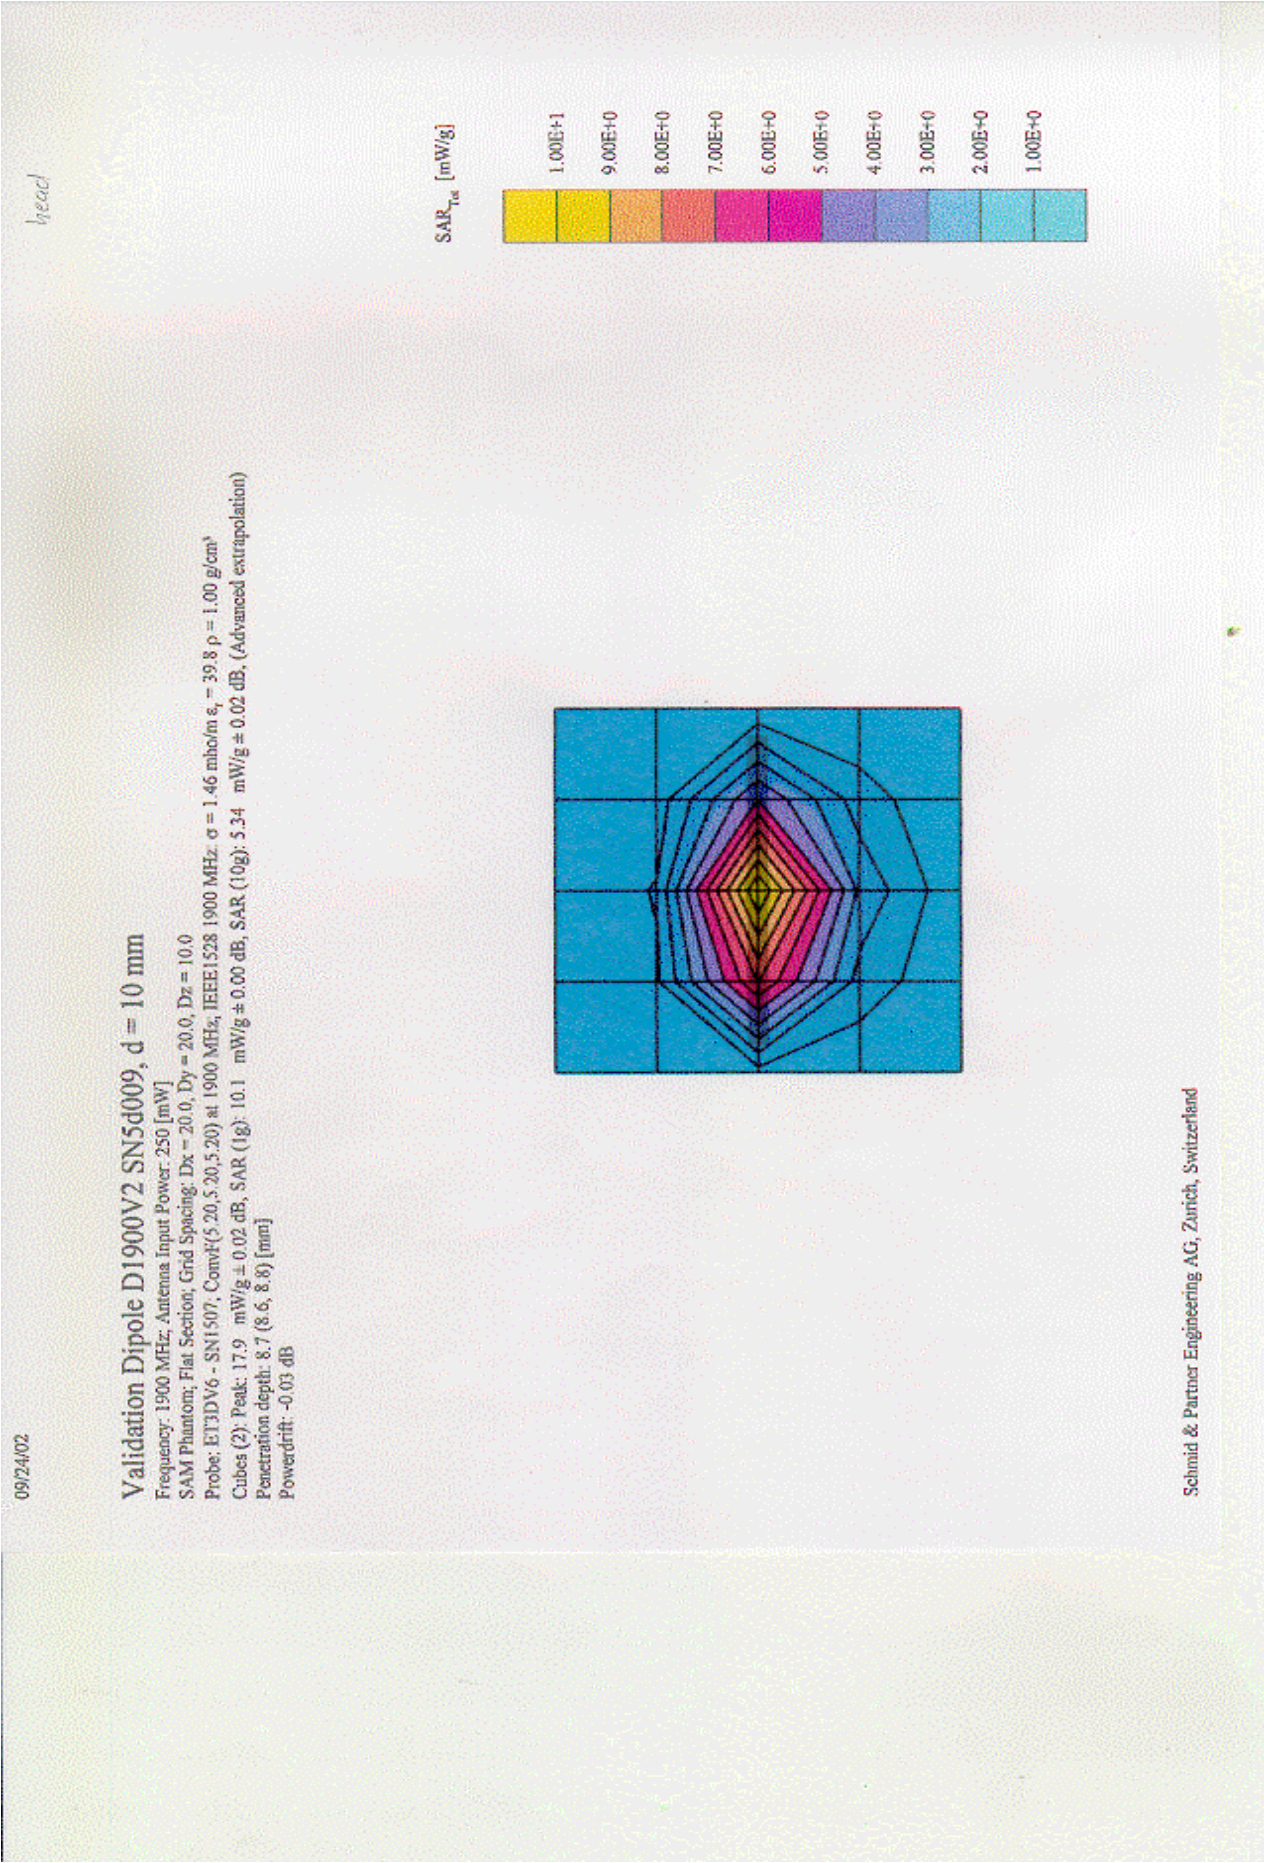 09/24/02
head
Validation Dipole D1900V2 SN5d009, d = 10 mm
Frequency: 1900 MHz; Antenna Input Power: 250 [mW]
SAM Phantom; Flat Section; Grid Spacing: Dx = 20.0, Dy = 20.0, Dz = 10.0
Probe: ET3DV6 - SN1507; ConvF(5.20,5.20,5.20) at 1900 MHz; IEEE1528 1900 MHz: σ = 1.46 mho/m εr = 39.8 ρ = 1.00 g/cm³
Cubes (2): Peak: 17.9 mW/g ± 0.02 dB, SAR (1g): 10.1 mW/g ± 0.00 dB, SAR (10g): 5.34 mW/g ± 0.02 dB, (Advanced extrapolation)
Penetration depth: 8.7 (8.6, 8.8) [mm]
Powerdrift: -0.03 dB
SARTot [mW/g]
1.00E+1
9.00E+0
8.00E+0
7.00E+0
6.00E+0
5.00E+0
4.00E+0
3.00E+0
2.00E+0
1.00E+0
Schmid & Partner Engineering AG, Zurich, Switzerland